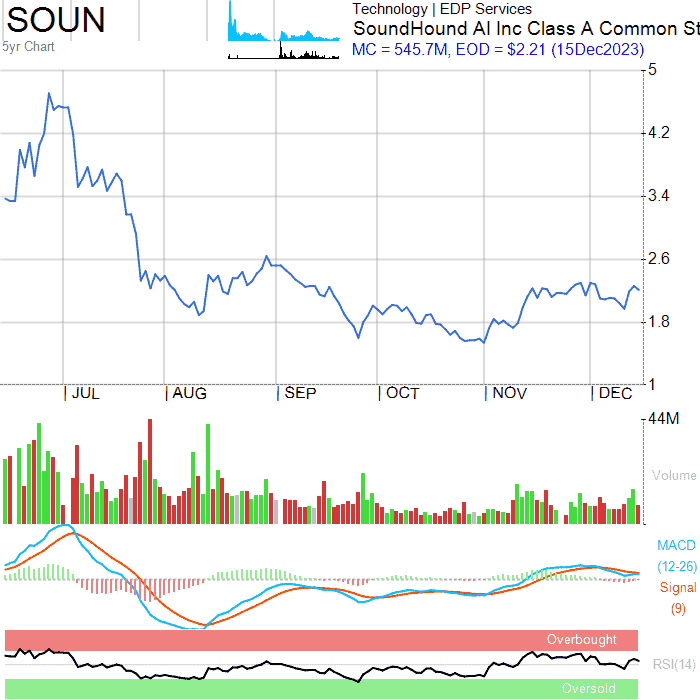 SOUN
5yr Chart
Technology | EDP Services
SoundHound AI Inc Class A Common St
MC = 545.7M, EOD = $2.21 (15Dec2023)
5
4.2
3.4
2.6
1.8
1
| JUL | AUG | SEP | OCT | NOV | DEC
44M
Volume
MACD
(12-26)
Signal
(9)
Overbought
RSI(14)
Oversold